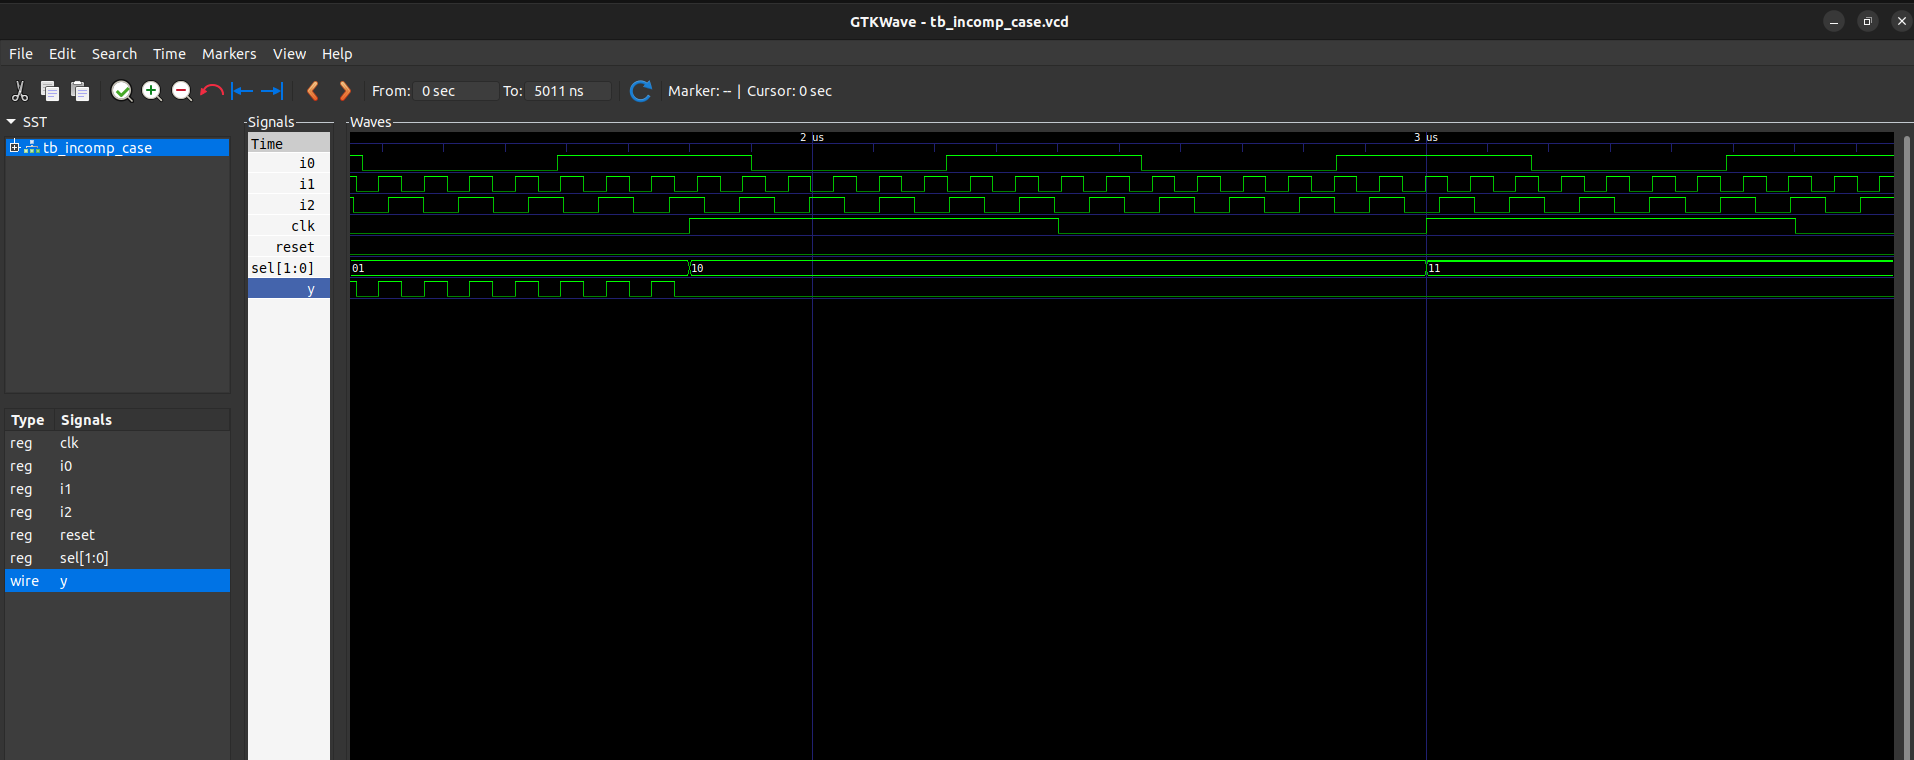 GTKWave - tb_incomp_case.vcd
File Edit Search Time Markers View Help
From: 0 sec To: 5011 ns Marker: -- | Cursor: 0 sec
SST
tb_incomp_case
Type Signals
reg clk
reg i0
reg i1
reg i2
reg reset
reg sel[1:0]
wire y
Signals
Time
i0
i1
i2
clk
reset
sel[1:0]
y
Waves
2 us 3 us
01 10 11